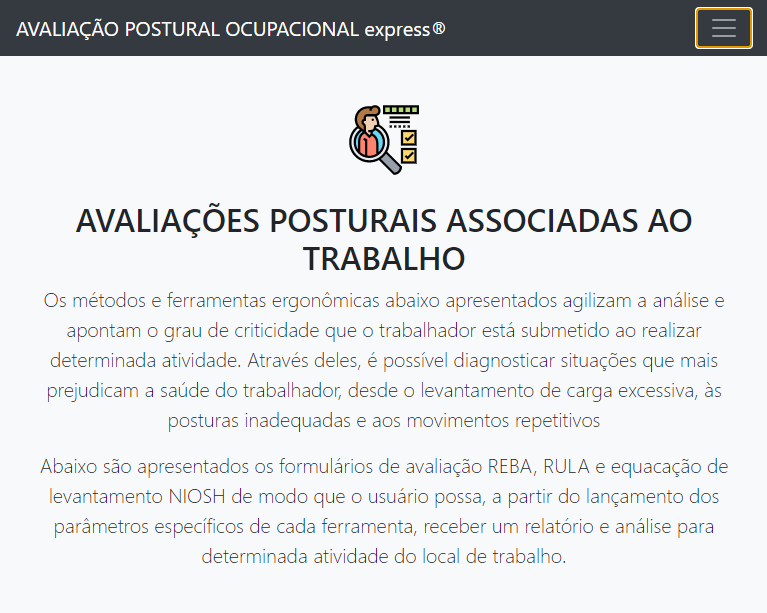 AVALIAÇÃO POSTURAL OCUPACIONAL express®
AVALIAÇÕES POSTURAIS ASSOCIADAS AO
TRABALHO
Os métodos e ferramentas ergonômicas abaixo apresentados agilizam a análise e
apontam o grau de criticidade que o trabalhador está submetido ao realizar
determinada atividade. Através deles, é possível diagnosticar situações que mais
prejudicam a saúde do trabalhador, desde o levantamento de carga excessiva, às
posturas inadequadas e aos movimentos repetitivos
Abaixo são apresentados os formulários de avaliação REBA, RULA e equacação de
levantamento NIOSH de modo que o usuário possa, a partir do lançamento dos
parâmetros específicos de cada ferramenta, receber um relatório e análise para
determinada atividade do local de trabalho.